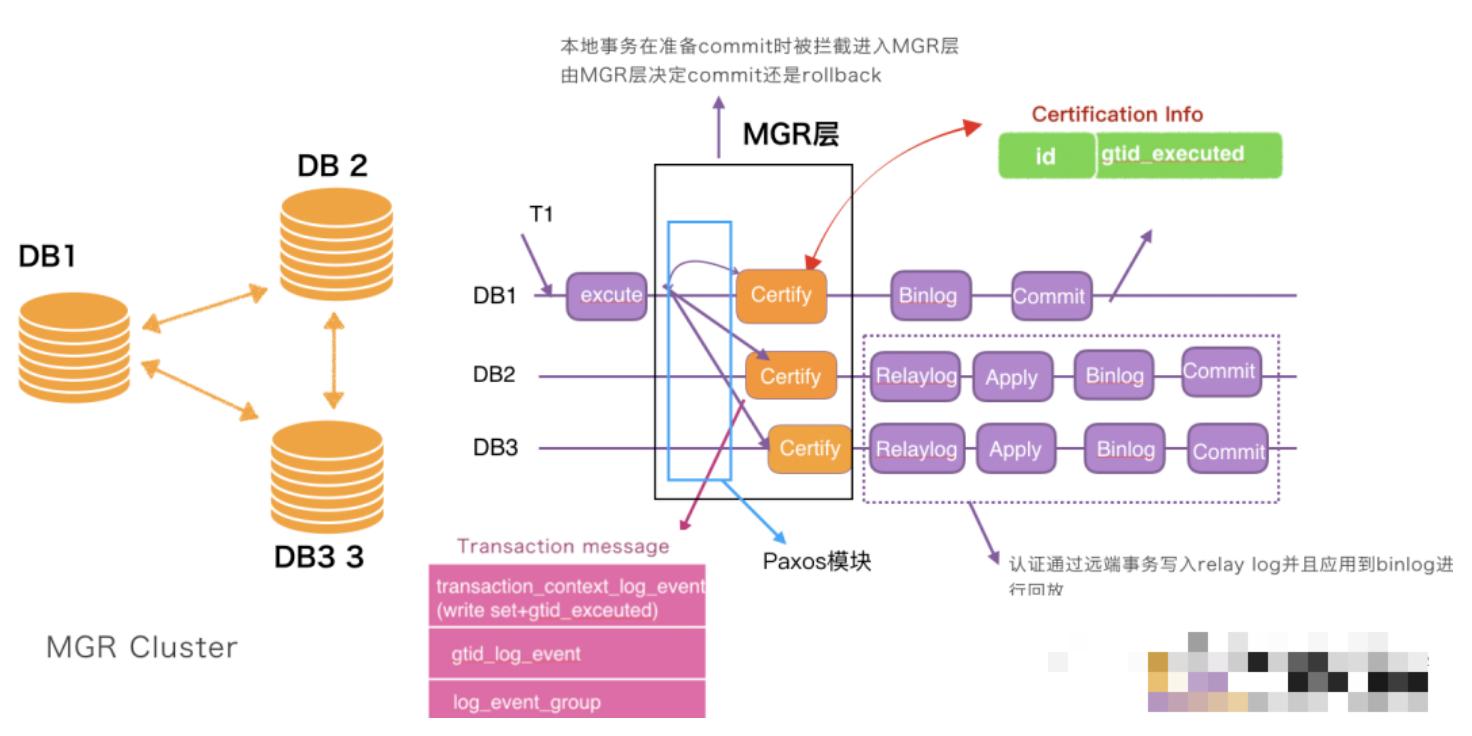 本地事务在准备commit时被拦截进入MGR层
由MGR层决定commit还是rollback
MGR层
Certification Info
id gtid_executed
DB 2
DB1
DB3 3
MGR Cluster
T1
DB1 excute Certify Binlog Commit
DB2 Certify Relaylog Apply Binlog Commit
DB3 Certify Relaylog Apply Binlog Commit
Transaction message
transaction_context_log_event
(write set+gtid_exceuted)
gtid_log_event
log_event_group
Paxos模块
认证通过远端事务写入relay log并且应用到binlog进
行回放